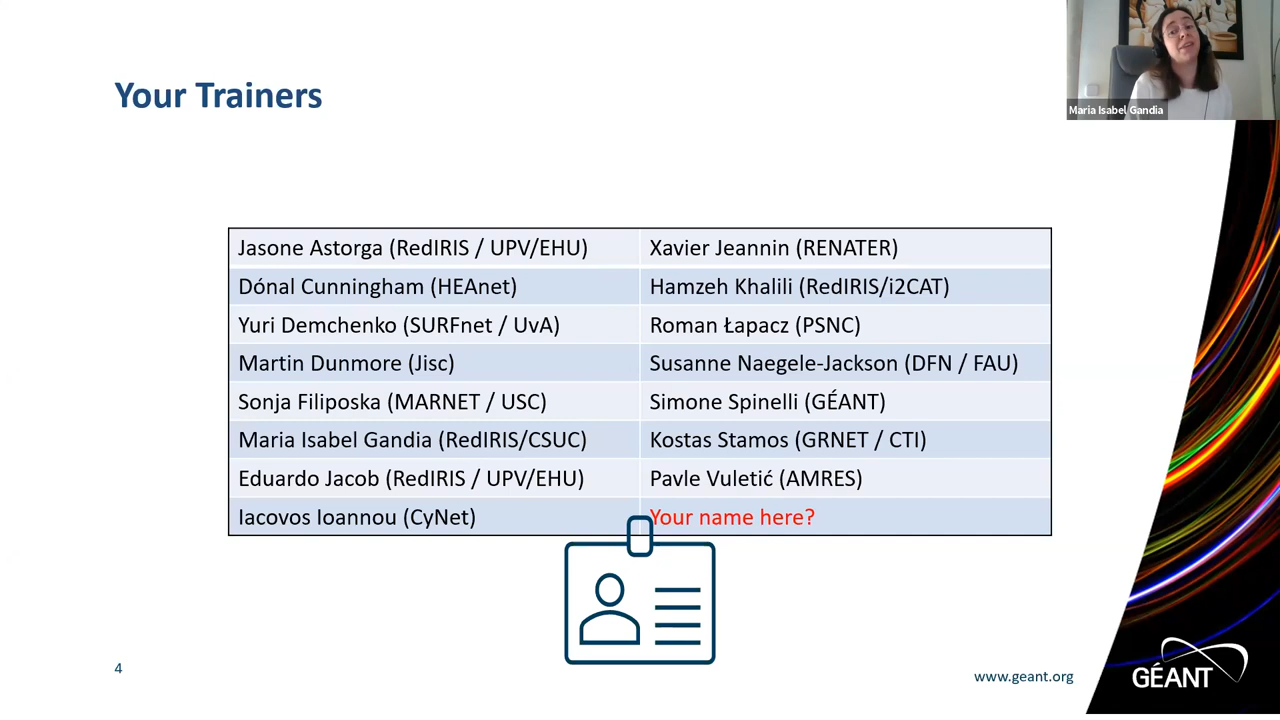 Your Trainers
Maria Isabel Gandia
Jasone Astorga (RedIRIS / UPV/EHU)
Xavier Jeannin (RENATER)
Dónal Cunningham (HEAnet)
Hamzeh Khalili (RedIRIS/i2CAT)
Yuri Demchenko (SURFnet / UvA)
Roman Łapacz (PSNC)
Martin Dunmore (Jisc)
Susanne Naegele-Jackson (DFN / FAU)
Sonja Filiposka (MARNET / USC)
Simone Spinelli (GÉANT)
Maria Isabel Gandia (RedIRIS/CSUC)
Kostas Stamos (GRNET / CTI)
Eduardo Jacob (RedIRIS / UPV/EHU)
Pavle Vuletić (AMRES)
Iacovos Ioannou (CyNet)
Your name here?
4
www.geant.org
GÉANT